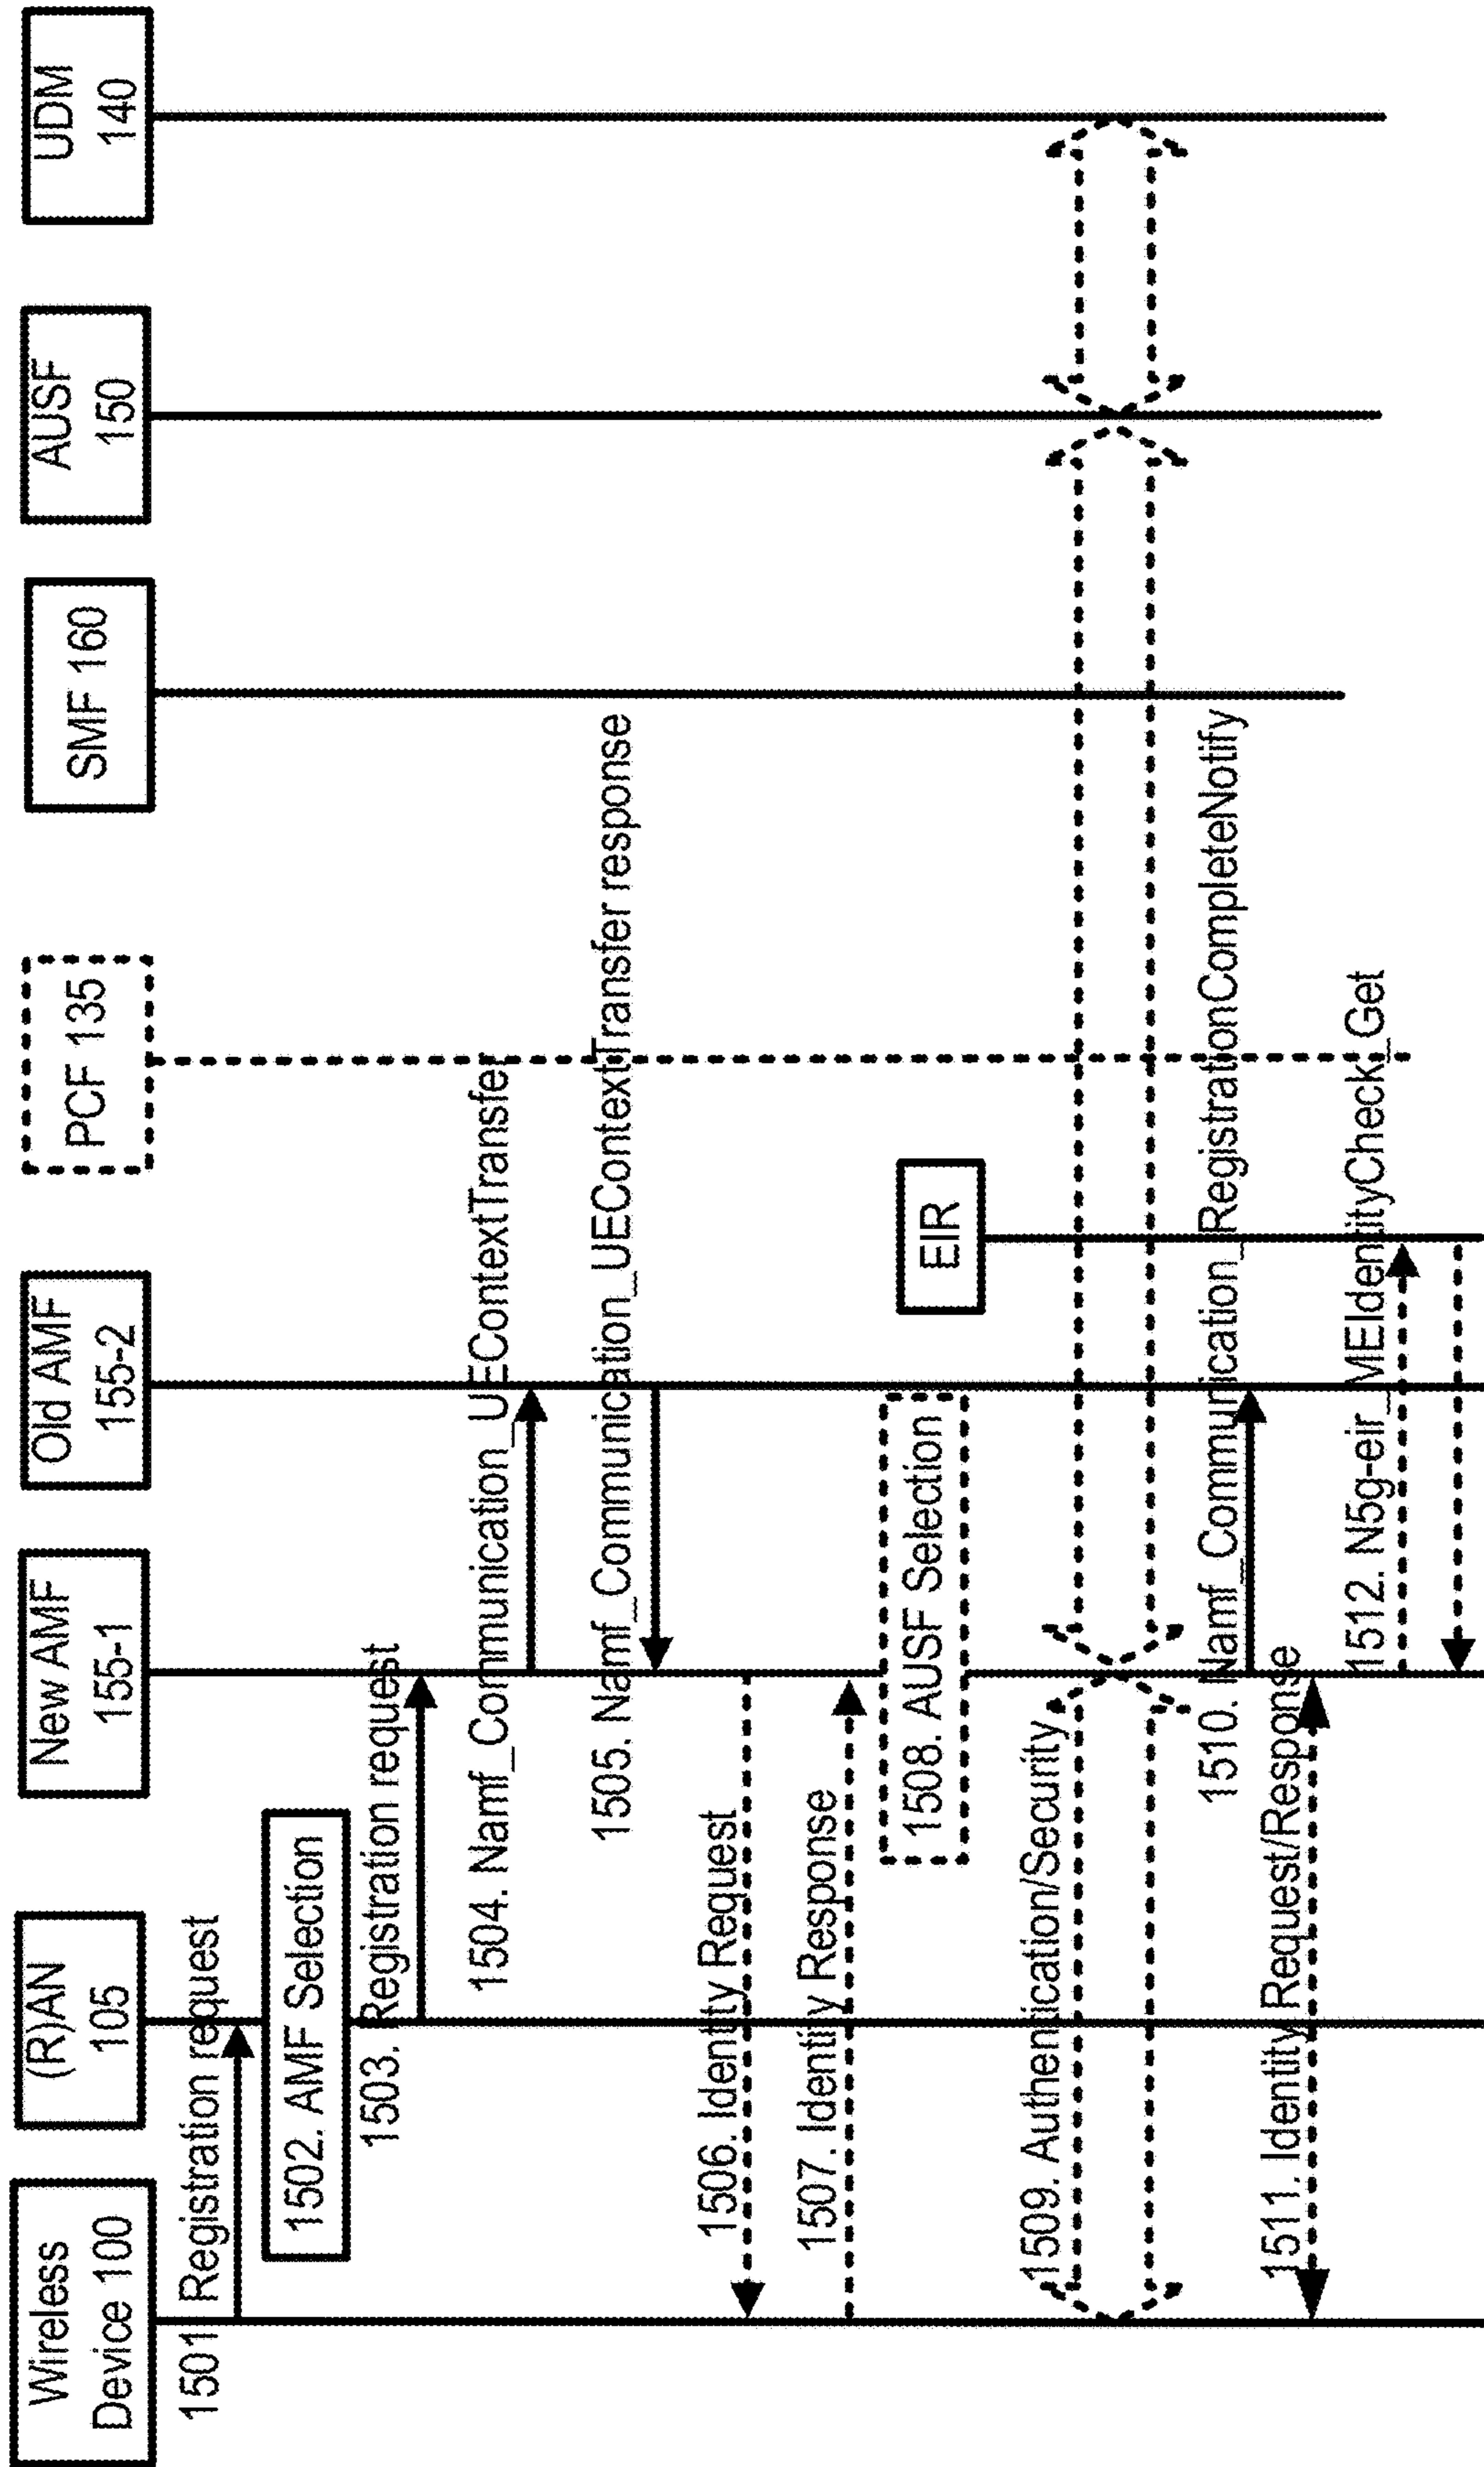 Wireless
Device 100
(R)AN
105
New AMF
155-1
Old AMF
155-2
PCF 135
SMF 160
AUSF
150
UDM
140
1501 Registration request
1502. AMF Selection
1503. Registration request
1504. Namf_Communication_UEContextTransfer
1505. Namf_Communication_UEContextTransfer response
1506. Identity Request
1507. Identity Response
1508. AUSF Selection
EIR
1509. Authentication/Security
1510. Namf_Communication_RegistrationCompleteNotify
1511. Identity Request/Response
1512. N5g-eir_MEIdentityCheck_Get